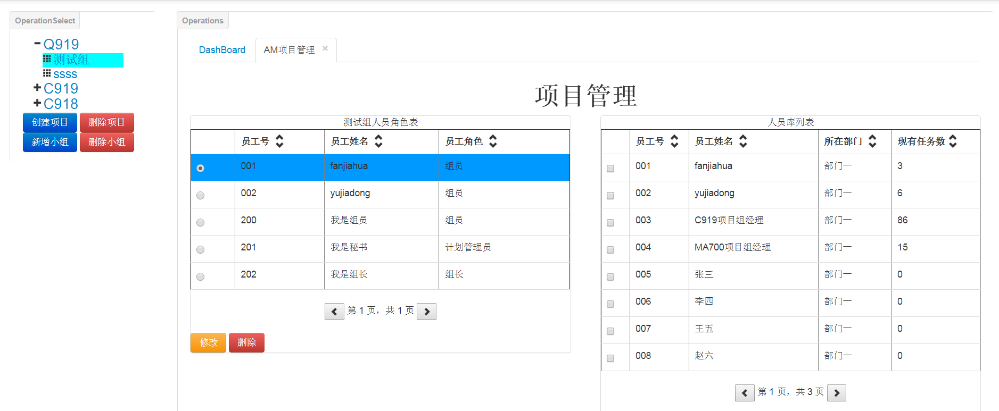 OperationSelect
Q919
测试组
ssss
C919
C918
创建项目 删除项目
新增小组 删除小组
Operations
DashBoard AM项目管理 ×
项目管理
测试组人员角色表
员工号 员工姓名 员工角色
001 fanjiahua 组员
002 yujiadong 组员
200 我是组员 组员
201 我是秘书 计划管理员
202 我是组长 组长
第 1 页，共 1 页
修改 删除
人员库列表
员工号 员工姓名 所在部门 现有任务数
001 fanjiahua 部门一 3
002 yujiadong 部门一 6
003 C919项目组经理 部门一 86
004 MA700项目组经理 部门一 15
005 张三 部门一 0
006 李四 部门一 0
007 王五 部门一 0
008 赵六 部门一 0
第 1 页，共 3 页